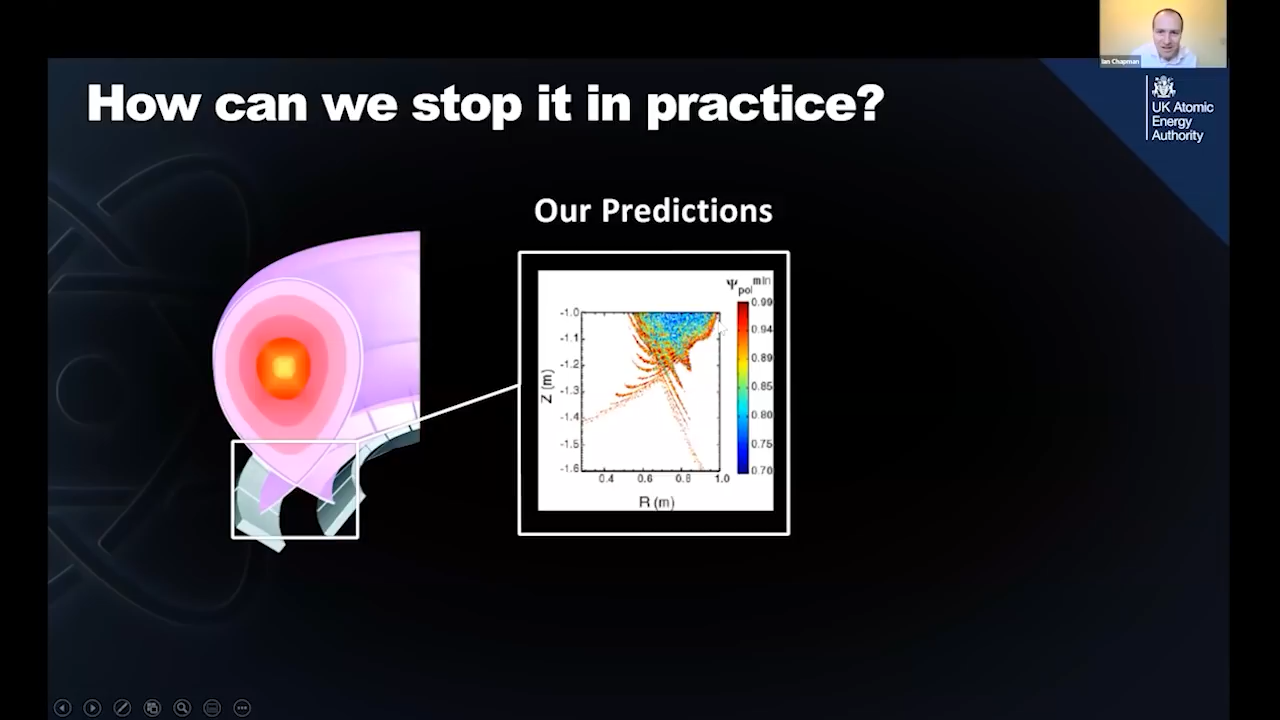 Ian Chapman
How can we stop it in practice?
UK Atomic
Energy
Authority
Our Predictions
Ψpol min
-1.0
-1.1
-1.2
-1.3
-1.4
-1.5
-1.6
Z (m)
0.4 0.6 0.8 1.0
R (m)
0.99
0.94
0.89
0.85
0.80
0.75
0.70